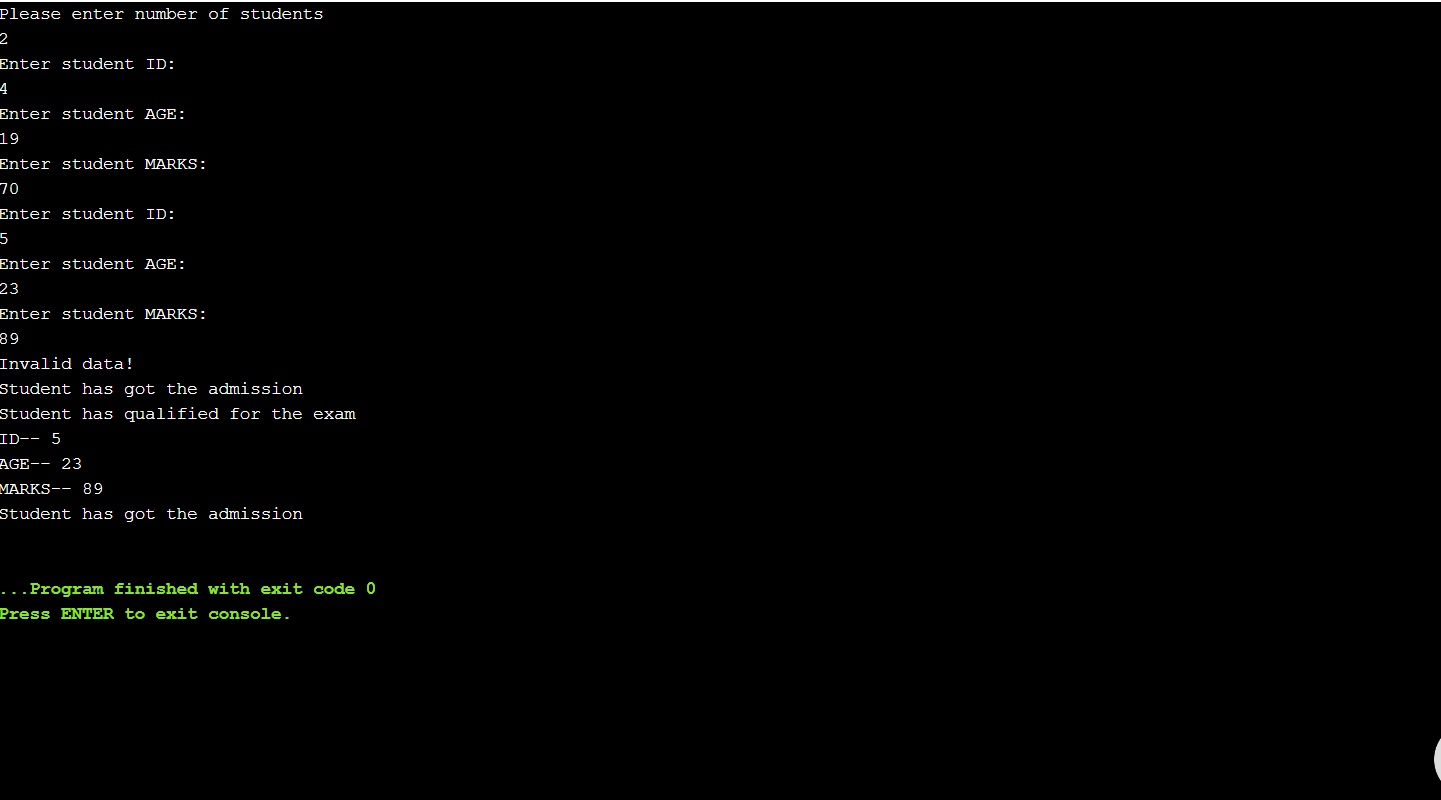 Please enter number of students
2
Enter student ID:
4
Enter student AGE:
19
Enter student MARKS:
70
Enter student ID:
5
Enter student AGE:
23
Enter student MARKS:
89
Invalid data!
Student has got the admission
Student has qualified for the exam
ID-- 5
AGE-- 23
MARKS-- 89
Student has got the admission
...Program finished with exit code 0
Press ENTER to exit console.